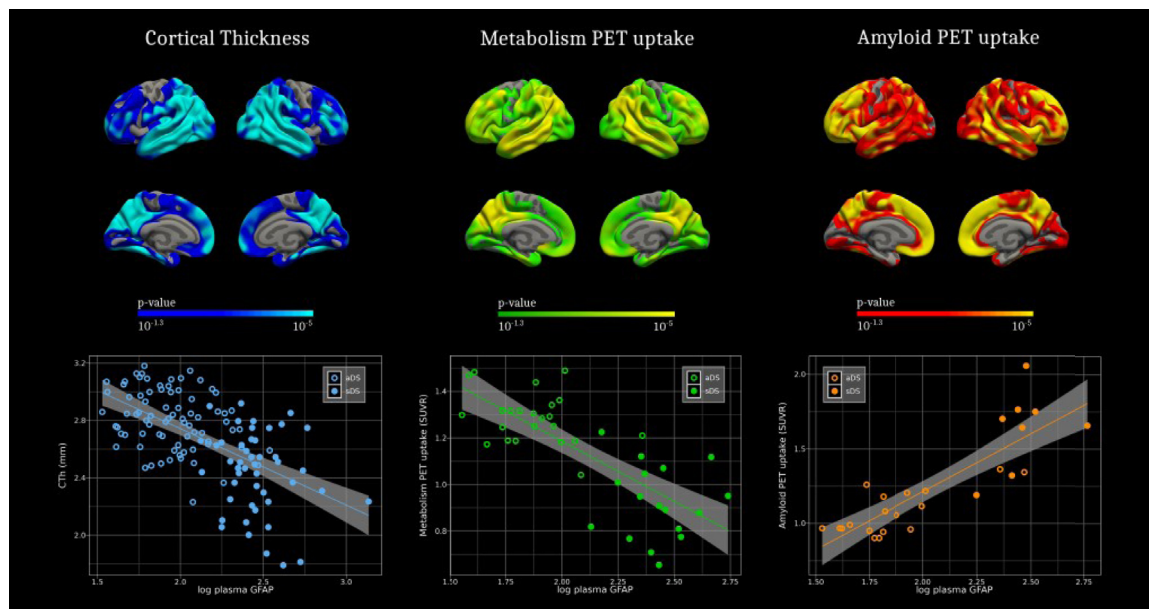 Cortical Thickness
Metabolism PET uptake
Amyloid PET uptake
p-value
10^-1.3 10^-5
p-value
10^-1.3 10^-5
p-value
10^-1.3 10^-5
CTh (mm)
3.2
2.8
2.4
2.0
1.5 2.0 2.5 3.0
log plasma GFAP
aDS
sDS
Metabolism PET uptake (SUVR)
1.4
1.2
1.0
0.8
1.50 1.75 2.00 2.25 2.50 2.75
log plasma GFAP
aDS
sDS
Amyloid PET uptake (SUVR)
2.0
1.5
1.0
1.50 1.75 2.00 2.25 2.50 2.75
log plasma GFAP
aDS
sDS